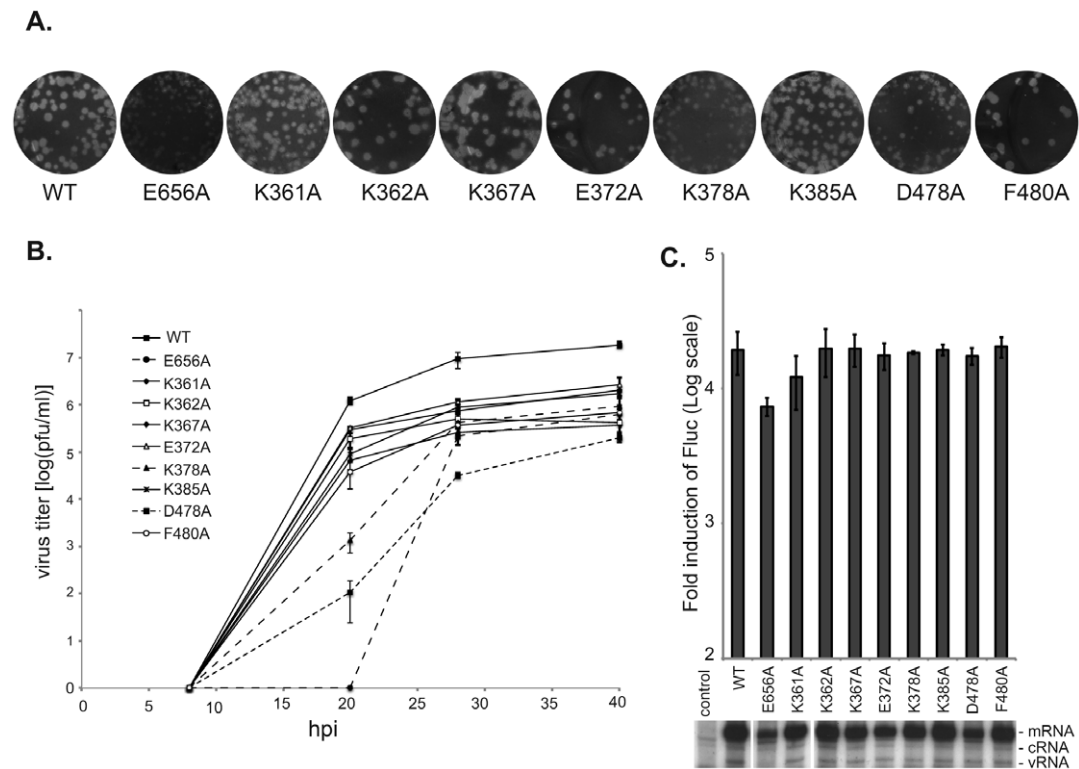 A.
WT E656A K361A K362A K367A E372A K378A K385A D478A F480A
B.
virus titer [log(pfu/ml)]
7
6
5
4
3
2
1
0
0 5 10 15 20 25 30 35 40
hpi
WT
E656A
K361A
K362A
K367A
E372A
K378A
K385A
D478A
F480A
C.
Fold induction of Fluc (Log scale)
5
4
3
2
control WT E656A K361A K362A K367A E372A K378A K385A D478A F480A
- mRNA
- cRNA
- vRNA